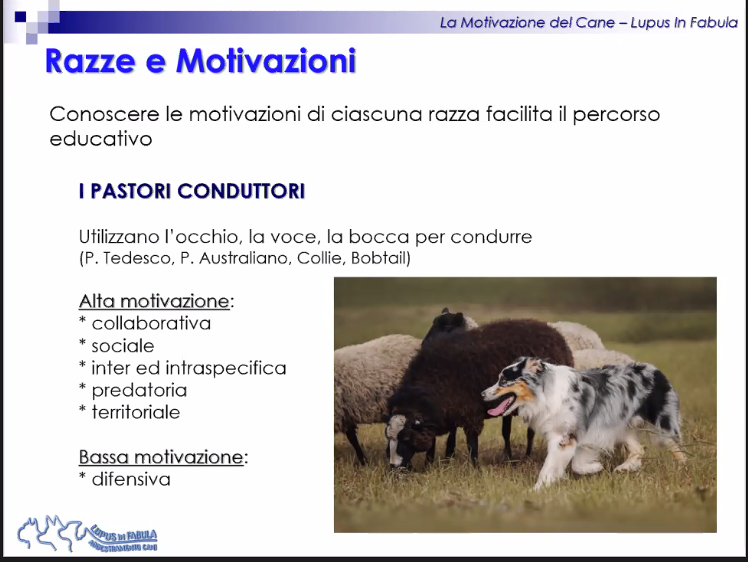 La Motivazione del Cane – Lupus In Fabula
Razze e Motivazioni
Conoscere le motivazioni di ciascuna razza facilita il percorso
educativo
I PASTORI CONDUTTORI
Utilizzano l'occhio, la voce, la bocca per condurre
(P. Tedesco, P. Australiano, Collie, Bobtail)
Alta motivazione:
* collaborativa
* sociale
* inter ed intraspecifica
* predatoria
* territoriale
Bassa motivazione:
* difensiva
LUPUS IN FABULA
ADDESTRAMENTO CANI